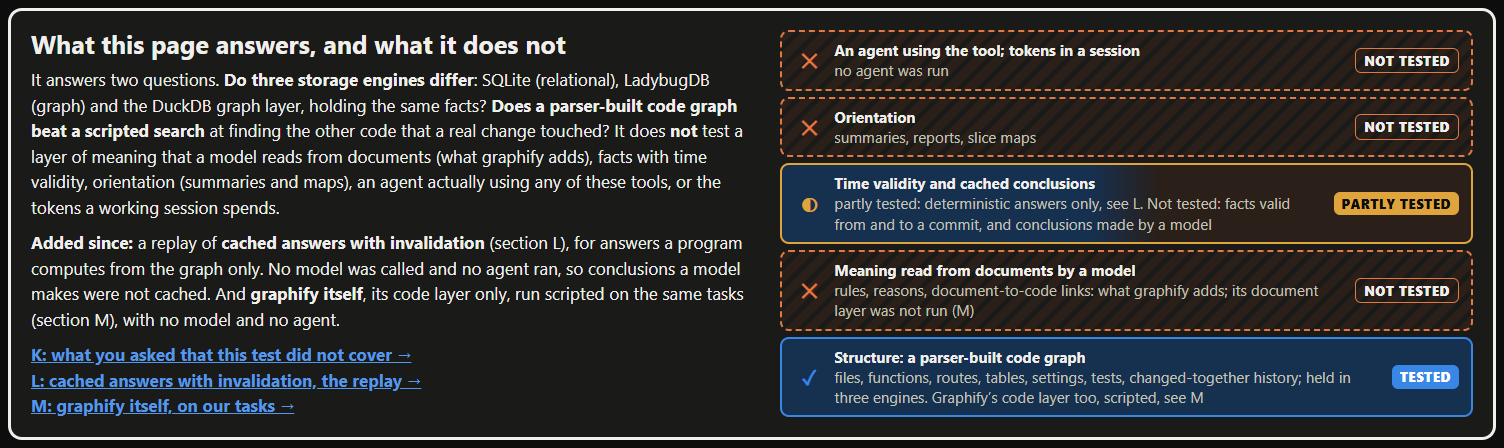 What this page answers, and what it does not
It answers two questions. Do three storage engines differ: SQLite (relational), LadybugDB
(graph) and the DuckDB graph layer, holding the same facts? Does a parser-built code graph
beat a scripted search at finding the other code that a real change touched? It does not test a
layer of meaning that a model reads from documents (what graphify adds), facts with time
validity, orientation (summaries and maps), an agent actually using any of these tools, or the
tokens a working session spends.
Added since: a replay of cached answers with invalidation (section L), for answers a program
computes from the graph only. No model was called and no agent ran, so conclusions a model
makes were not cached. And graphify itself, its code layer only, run scripted on the same tasks
(section M), with no model and no agent.
K: what you asked that this test did not cover →
L: cached answers with invalidation, the replay →
M: graphify itself, on our tasks →
An agent using the tool; tokens in a session
no agent was run
NOT TESTED
Orientation
summaries, reports, slice maps
NOT TESTED
Time validity and cached conclusions
partly tested: deterministic answers only, see L. Not tested: facts valid
from and to a commit, and conclusions made by a model
PARTLY TESTED
Meaning read from documents by a model
rules, reasons, document-to-code links: what graphify adds; its document
layer was not run (M)
NOT TESTED
Structure: a parser-built code graph
files, functions, routes, tables, settings, tests, changed-together history; held in
three engines. Graphify’s code layer too, scripted, see M
TESTED